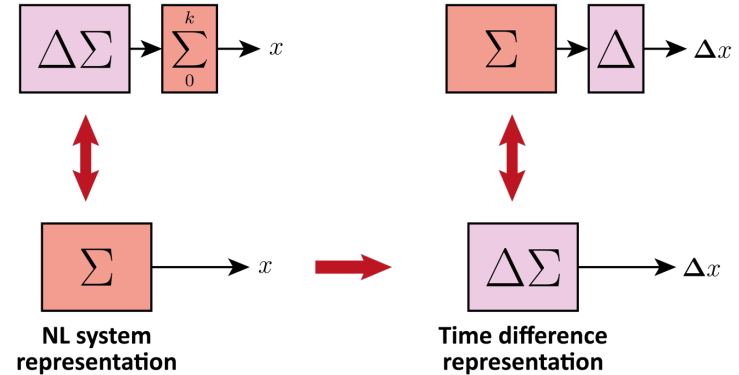 ΔΣ
k
∑
0
x
Σ
Δ
Δx
Σ
x
ΔΣ
Δx
NL system
representation
Time difference
representation